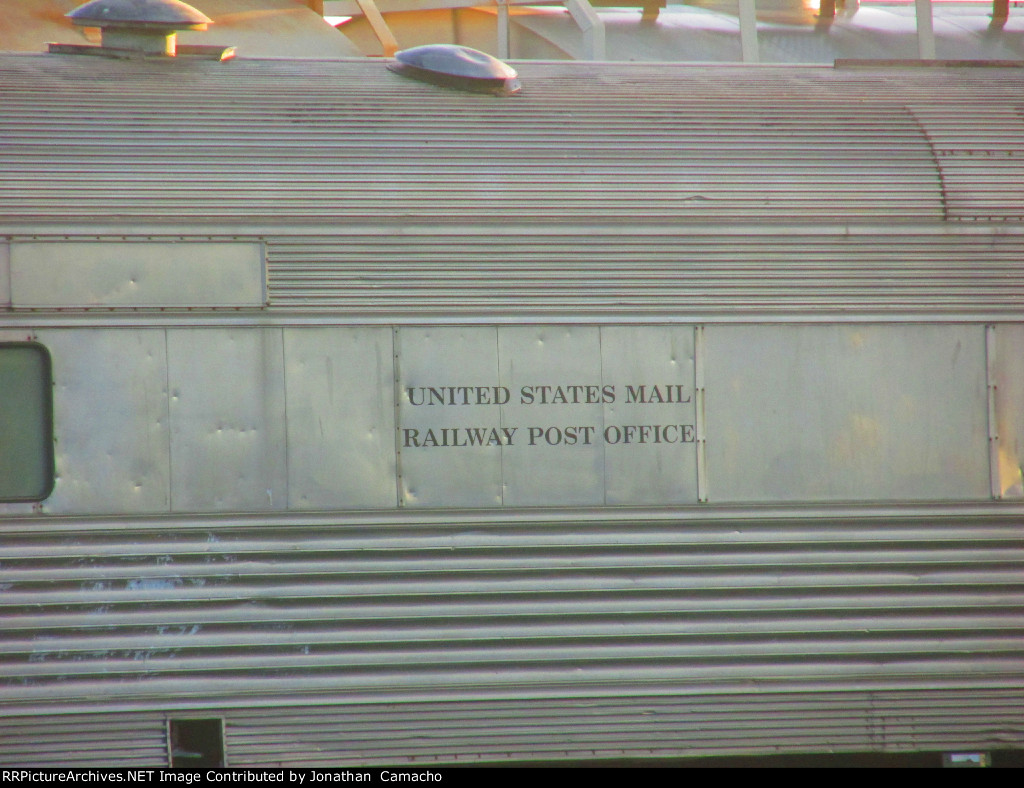 UNITED STATES MAIL
RAILWAY POST OFFICE
RRPictureArchives.NET Image Contributed by Jonathan Camacho